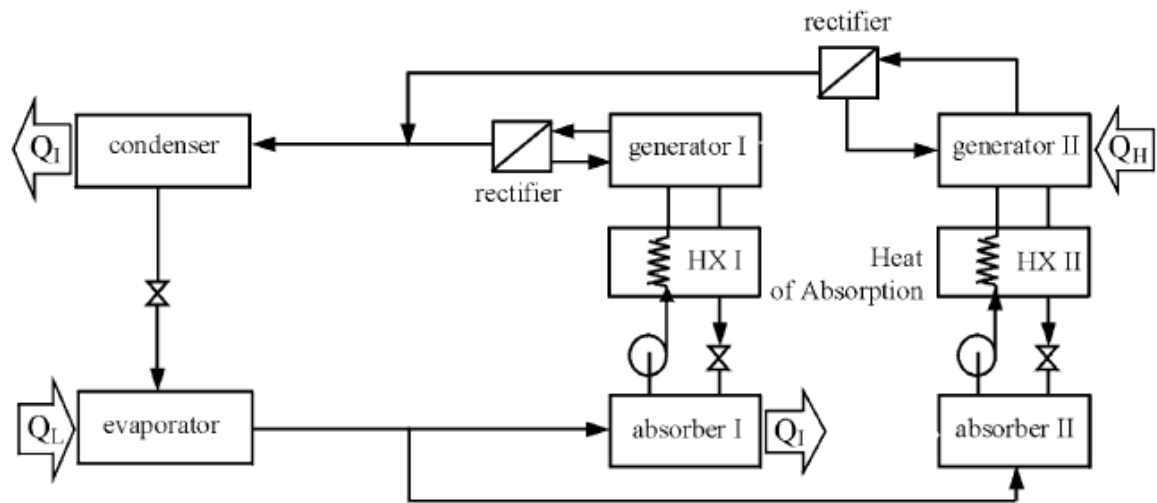 rectifier
Q_I
condenser
generator I
generator II
Q_H
rectifier
HX I
Heat
of Absorption
HX II
Q_L
evaporator
absorber I
Q_I
absorber II